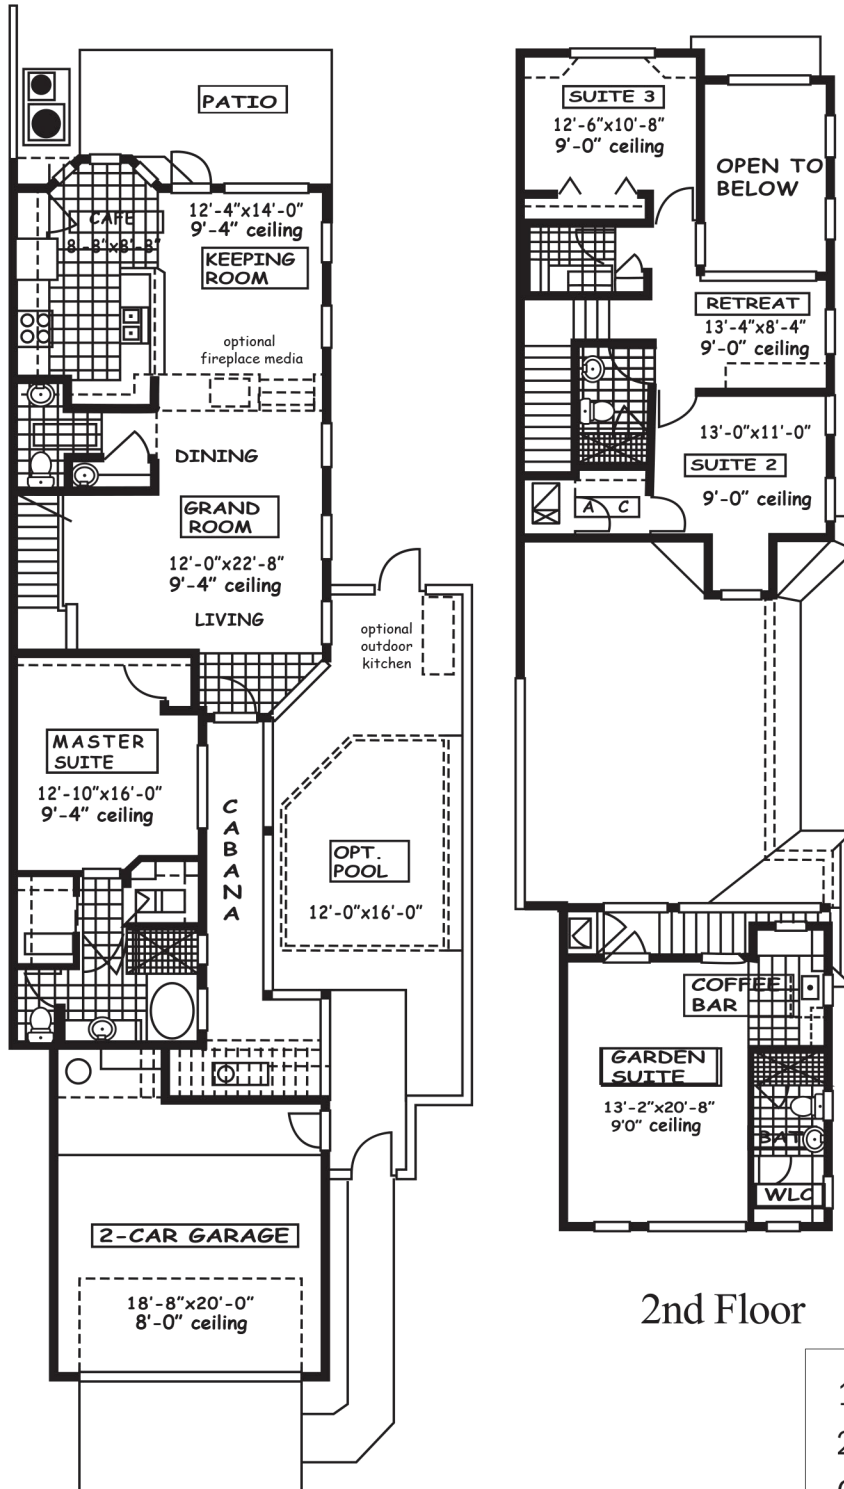 PATIO
CAFE
8'-8"x8'-8"
12'-4"x14'-0"
9'-4" ceiling
KEEPING
ROOM
optional
fireplace media
DINING
GRAND
ROOM
12'-0"x22'-8"
9'-4" ceiling
LIVING
optional
outdoor
kitchen
MASTER
SUITE
12'-10"x16'-0"
9'-4" ceiling
CABANA
OPT.
POOL
12'-0"x16'-0"
2-CAR GARAGE
18'-8"x20'-0"
8'-0" ceiling
SUITE 3
12'-6"x10'-8"
9'-0" ceiling
OPEN TO
BELOW
RETREAT
13'-4"x8'-4"
9'-0" ceiling
13'-0"x11'-0"
SUITE 2
9'-0" ceiling
A C
COFFEE
BAR
GARDEN
SUITE
13'-2"x20'-8"
9'0" ceiling
BAT
WLC
2nd Floor